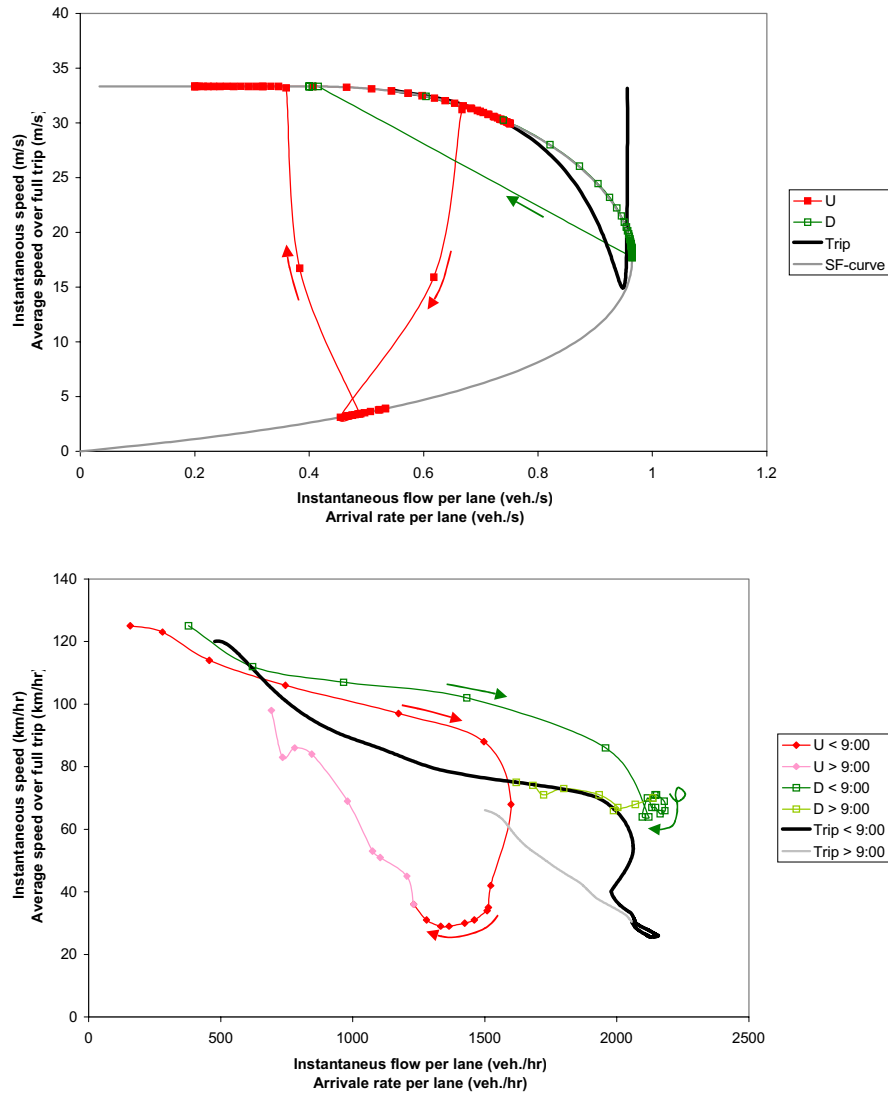 40
35
30
25
20
15
10
5
0
Instantaneous speed (m/s)
Average speed over full trip (m/s)
0
0.2
0.4
0.6
0.8
1
1.2
Instantaneous flow per lane (veh./s)
Arrival rate per lane (veh./s)
U
D
Trip
SF-curve
140
120
100
80
60
40
20
0
Instantaneous speed (km/hr)
Average speed over full trip (km/hr)
0
500
1000
1500
2000
2500
Instantaneus flow per lane (veh./hr)
Arrivale rate per lane (veh./hr)
U < 9:00
U > 9:00
D < 9:00
D > 9:00
Trip < 9:00
Trip > 9:00